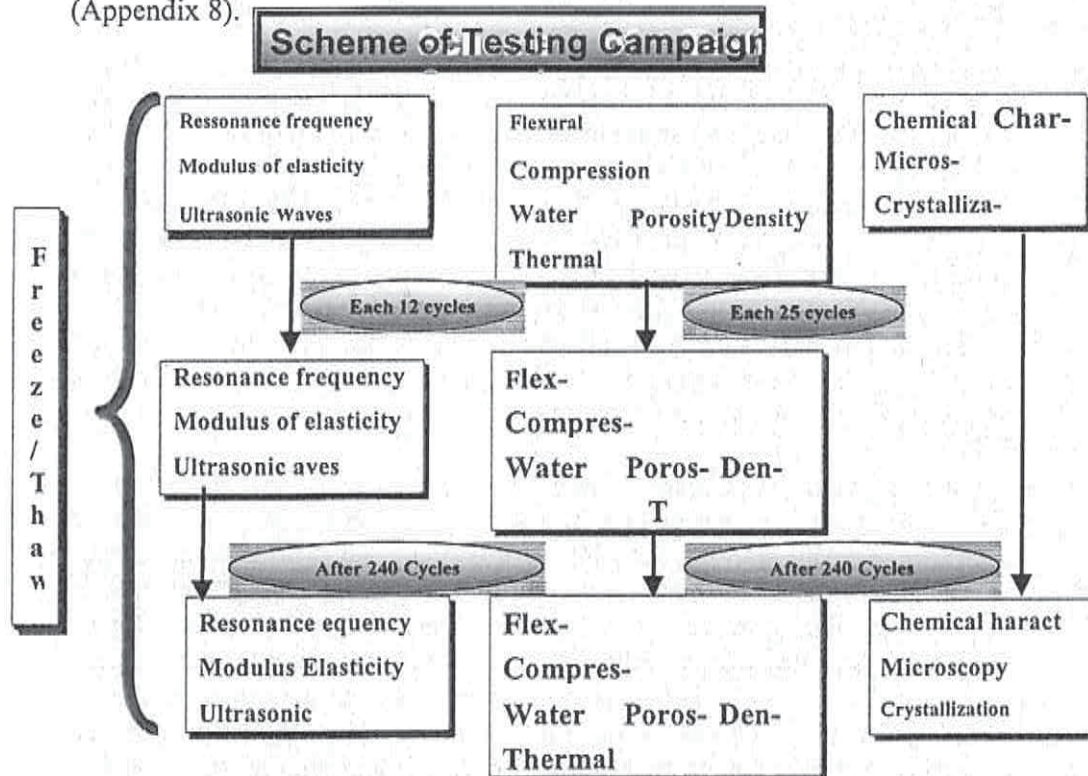 (Appendix 8).
Scheme of Testing Campaign
Freeze/Thaw
Ressonance frequency
Modulus of elasticity
Ultrasonic Waves
Flexural
Compression
Water Porosity Density
Thermal
Chemical Char-
Micros-
Crystalliza-
Each 12 cycles
Each 25 cycles
Resonance frequency
Modulus of elasticity
Ultrasonic aves
Flex-
Compres-
Water Poros- Den-
T
After 240 Cycles
After 240 Cycles
Resonance equency
Modulus Elasticity
Ultrasonic
Flex-
Compres-
Water Poros- Den-
Thermal
Chemical haract
Microscopy
Crystallization